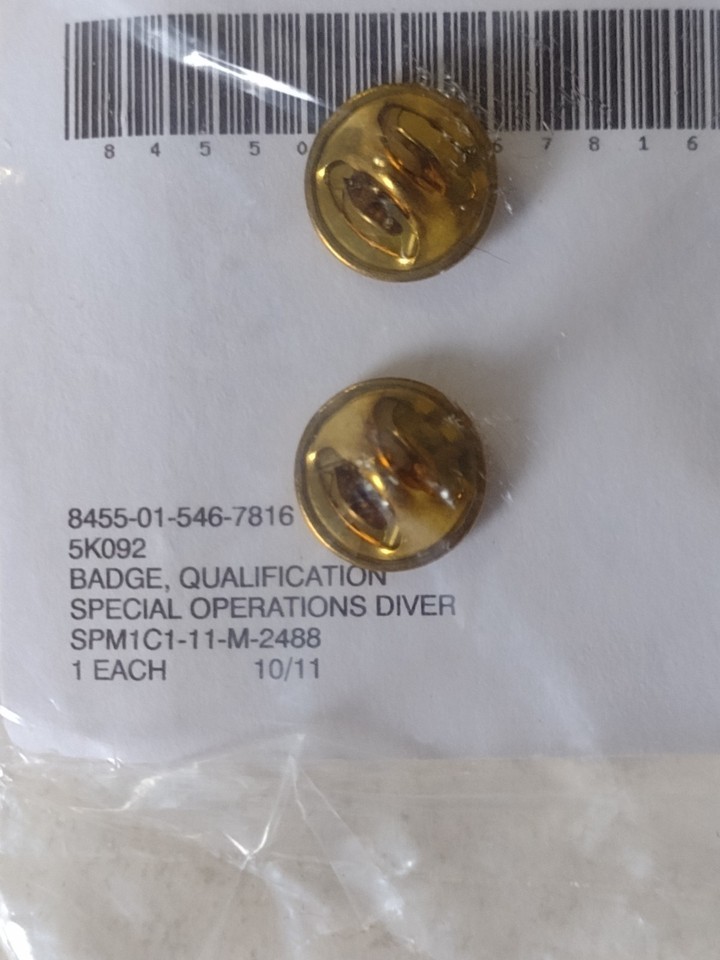 8 4 5 5 0 6 7 8 1 6
8455-01-546-7816
5K092
BADGE, QUALIFICATION
SPECIAL OPERATIONS DIVER
SPM1C1-11-M-2488
1 EACH 10/11